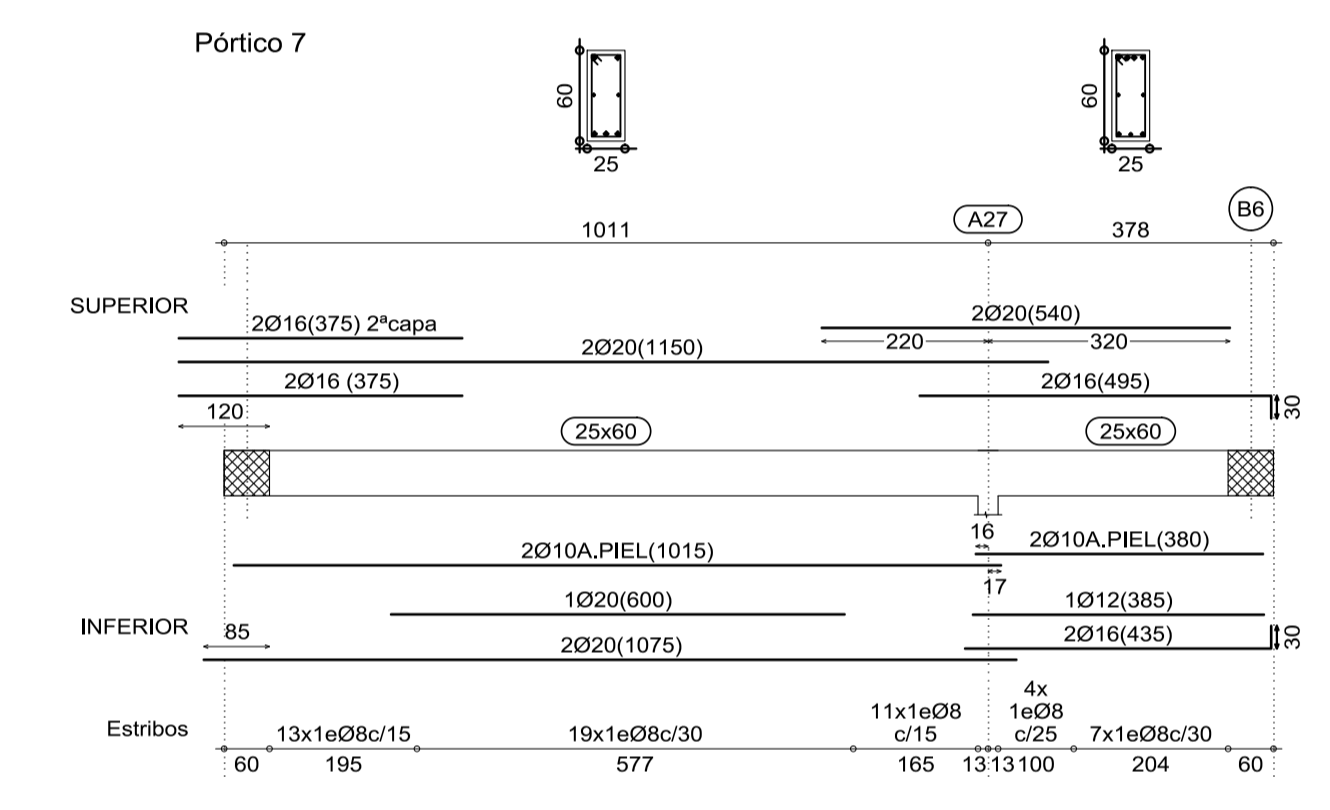 Pórtico 7
60
25
60
25
1011
A27
378
B6
SUPERIOR
2Ø16(375) 2ªcapa
2Ø20(540)
220
320
2Ø20(1150)
2Ø16 (375)
2Ø16(495)
30
120
25x60
25x60
16
2Ø10A.PIEL(1015)
2Ø10A.PIEL(380)
17
1Ø20(600)
1Ø12(385)
INFERIOR
85
2Ø20(1075)
2Ø16(435)
30
Estribos
13x1eØ8c/15
19x1eØ8c/30
11x1eØ8
c/15
4x
1eØ8
c/25
7x1eØ8c/30
60
195
577
165
13
13
100
204
60